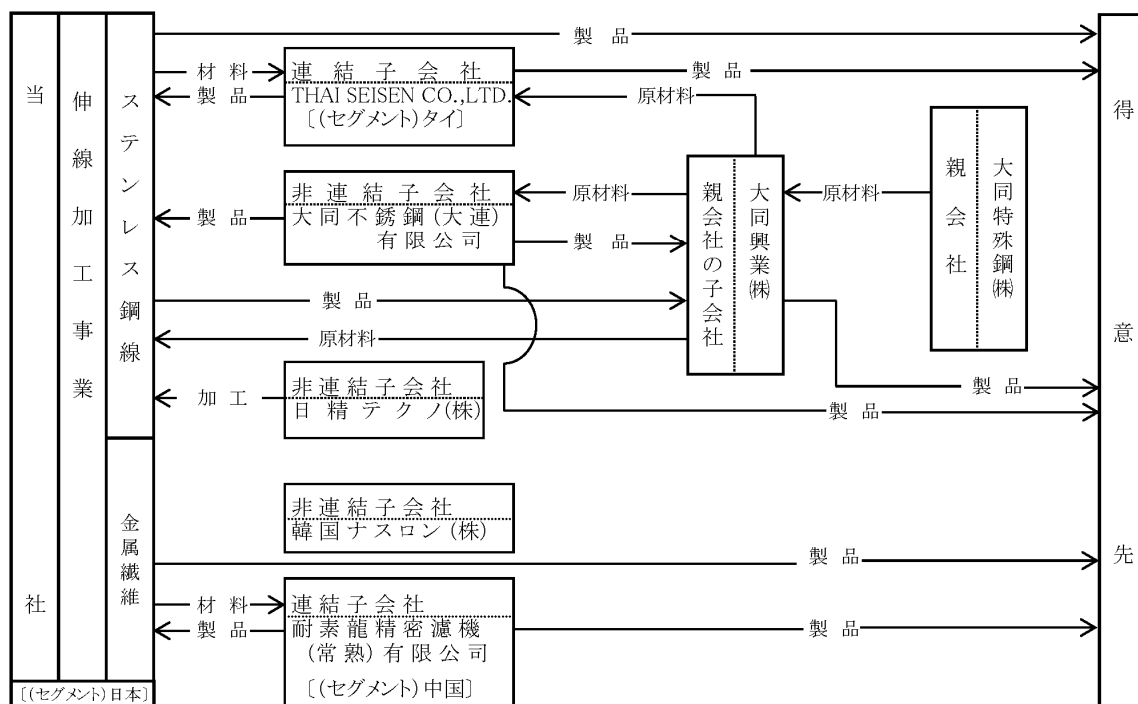 当社
伸線加工事業
ステンレス鋼線
金属繊維
[(セグメント)日本]
製品
材料
製品
連結子会社
THAI SEISEN CO.,LTD.
[(セグメント)タイ]
製品
原材料
非連結子会社
大同不銹鋼(大連)
有限公司
製品
原材料
製品
親会社の子会社
大同興業㈱
原材料
親会社
大同特殊鋼㈱
製品
原材料
製品
加工
非連結子会社
日精テクノ(株)
製品
非連結子会社
韓国ナスロン(株)
製品
材料
製品
連結子会社
耐素龍精密濾機
(常熟)有限公司
[(セグメント)中国]
製品
得意先